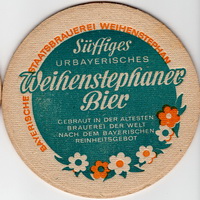 BAYERISCHE STAATSBRAUEREI WEIHENSTEPHAN
Süffiges
URBAYERISCHES
Weihenstephaner
Bier
GEBRAUT IN DER ÄLTESTEN
BRAUEREI DER WELT
NACH DEM BAYERISCHEN
REINHEITSGEBOT